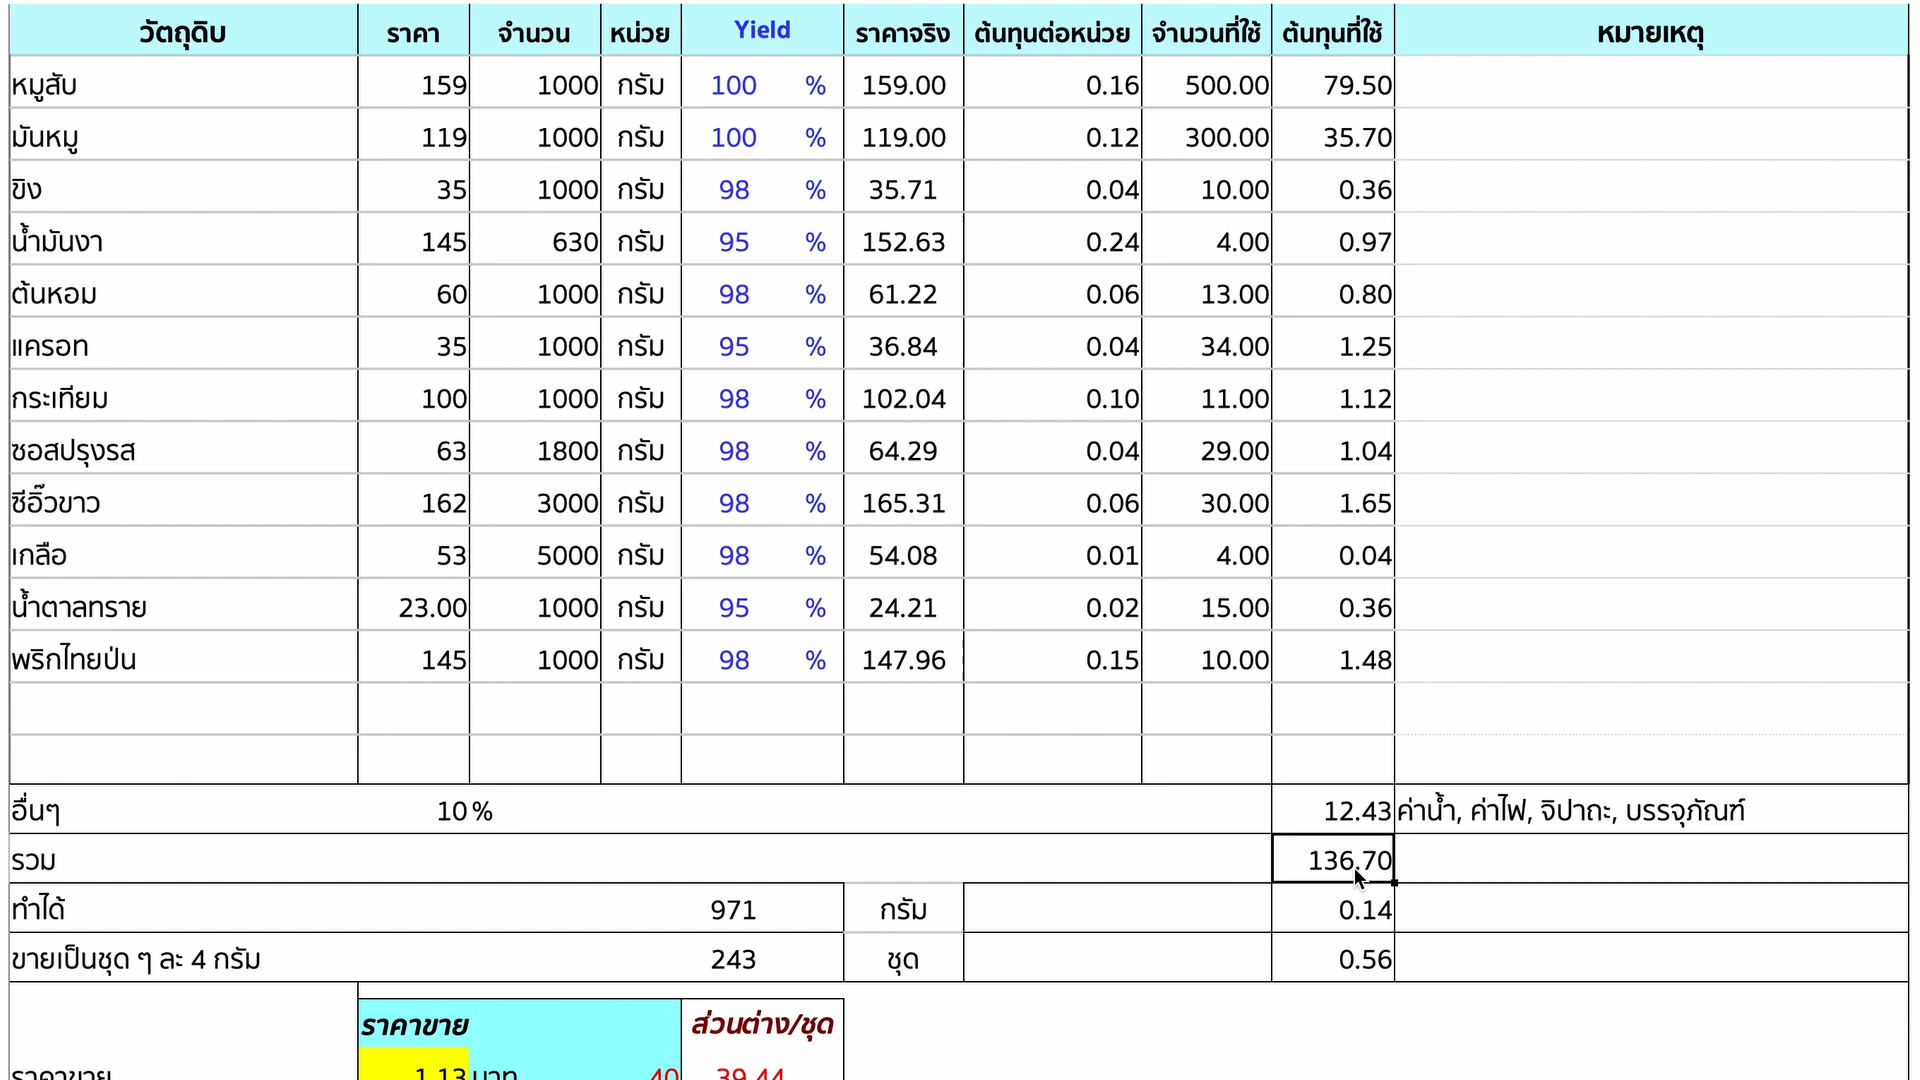 วัตถุดิบ ราคา จำนวน หน่วย Yield ราคาจริง ต้นทุนต่อหน่วย จำนวนที่ใช้ ต้นทุนที่ใช้ หมายเหตุ
หมูสับ 159 1000 กรัม 100 % 159.00 0.16 500.00 79.50
มันหมู 119 1000 กรัม 100 % 119.00 0.12 300.00 35.70
ขิง 35 1000 กรัม 98 % 35.71 0.04 10.00 0.36
น้ำมันงา 145 630 กรัม 95 % 152.63 0.24 4.00 0.97
ต้นหอม 60 1000 กรัม 98 % 61.22 0.06 13.00 0.80
แครอท 35 1000 กรัม 95 % 36.84 0.04 34.00 1.25
กระเทียม 100 1000 กรัม 98 % 102.04 0.10 11.00 1.12
ซอสปรุงรส 63 1800 กรัม 98 % 64.29 0.04 29.00 1.04
ซีอิ๊วขาว 162 3000 กรัม 98 % 165.31 0.06 30.00 1.65
เกลือ 53 5000 กรัม 98 % 54.08 0.01 4.00 0.04
น้ำตาลทราย 23.00 1000 กรัม 95 % 24.21 0.02 15.00 0.36
พริกไทยป่น 145 1000 กรัม 98 % 147.96 0.15 10.00 1.48
อื่นๆ 10 % 12.43 ค่าน้ำ, ค่าไฟ, จิปาถะ, บรรจุภัณฑ์
รวม 136.70
ทำได้ 971 กรัม 0.14
ขายเป็นชุด ๆ ละ 4 กรัม 243 ชุด 0.56
ราคาขาย ส่วนต่าง/ชุด
ราคาขาย 1.13 บาท 40 39.44